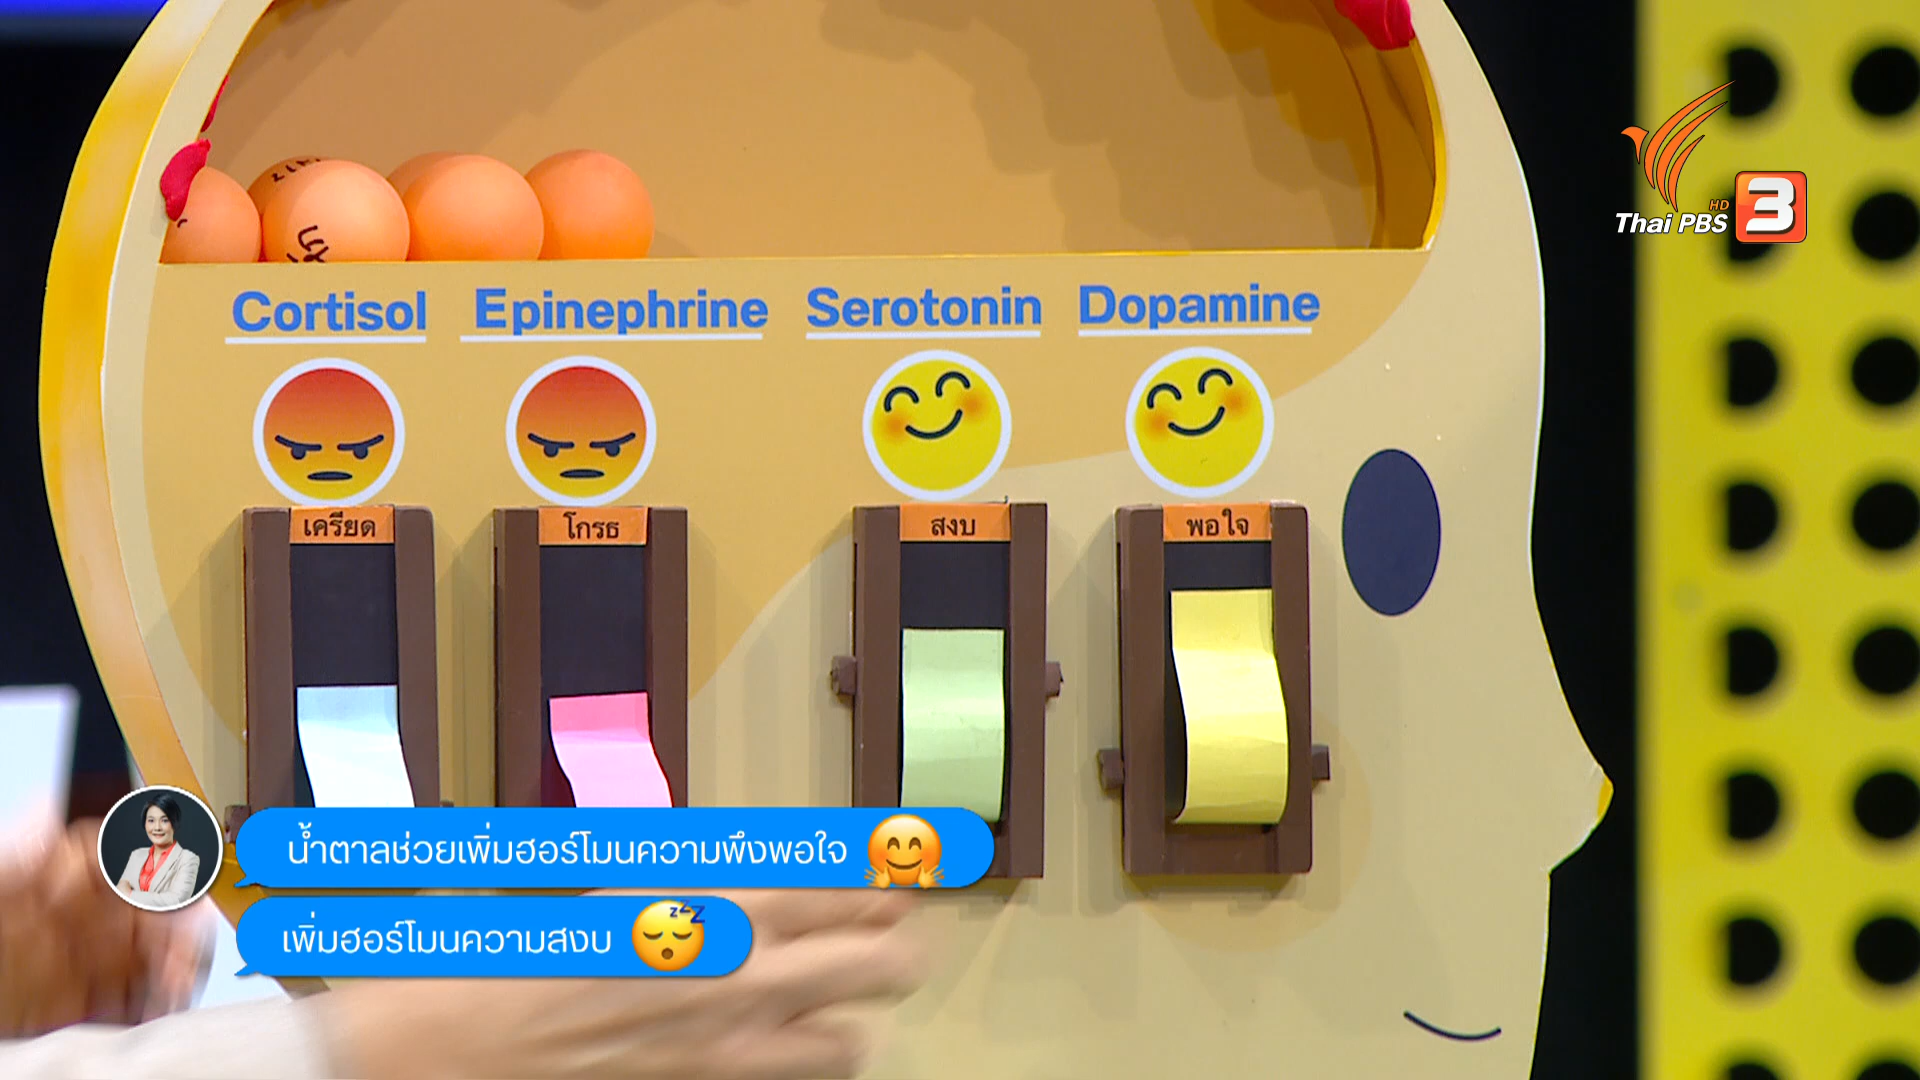 HD
Thai PBS 3
Cortisol Epinephrine Serotonin Dopamine
เครียด โกรธ สงบ พอใจ
น้ำตาลช่วยเพิ่มฮอร์โมนความพึงพอใจ
เพิ่มฮอร์โมนความสงบ
zzZ